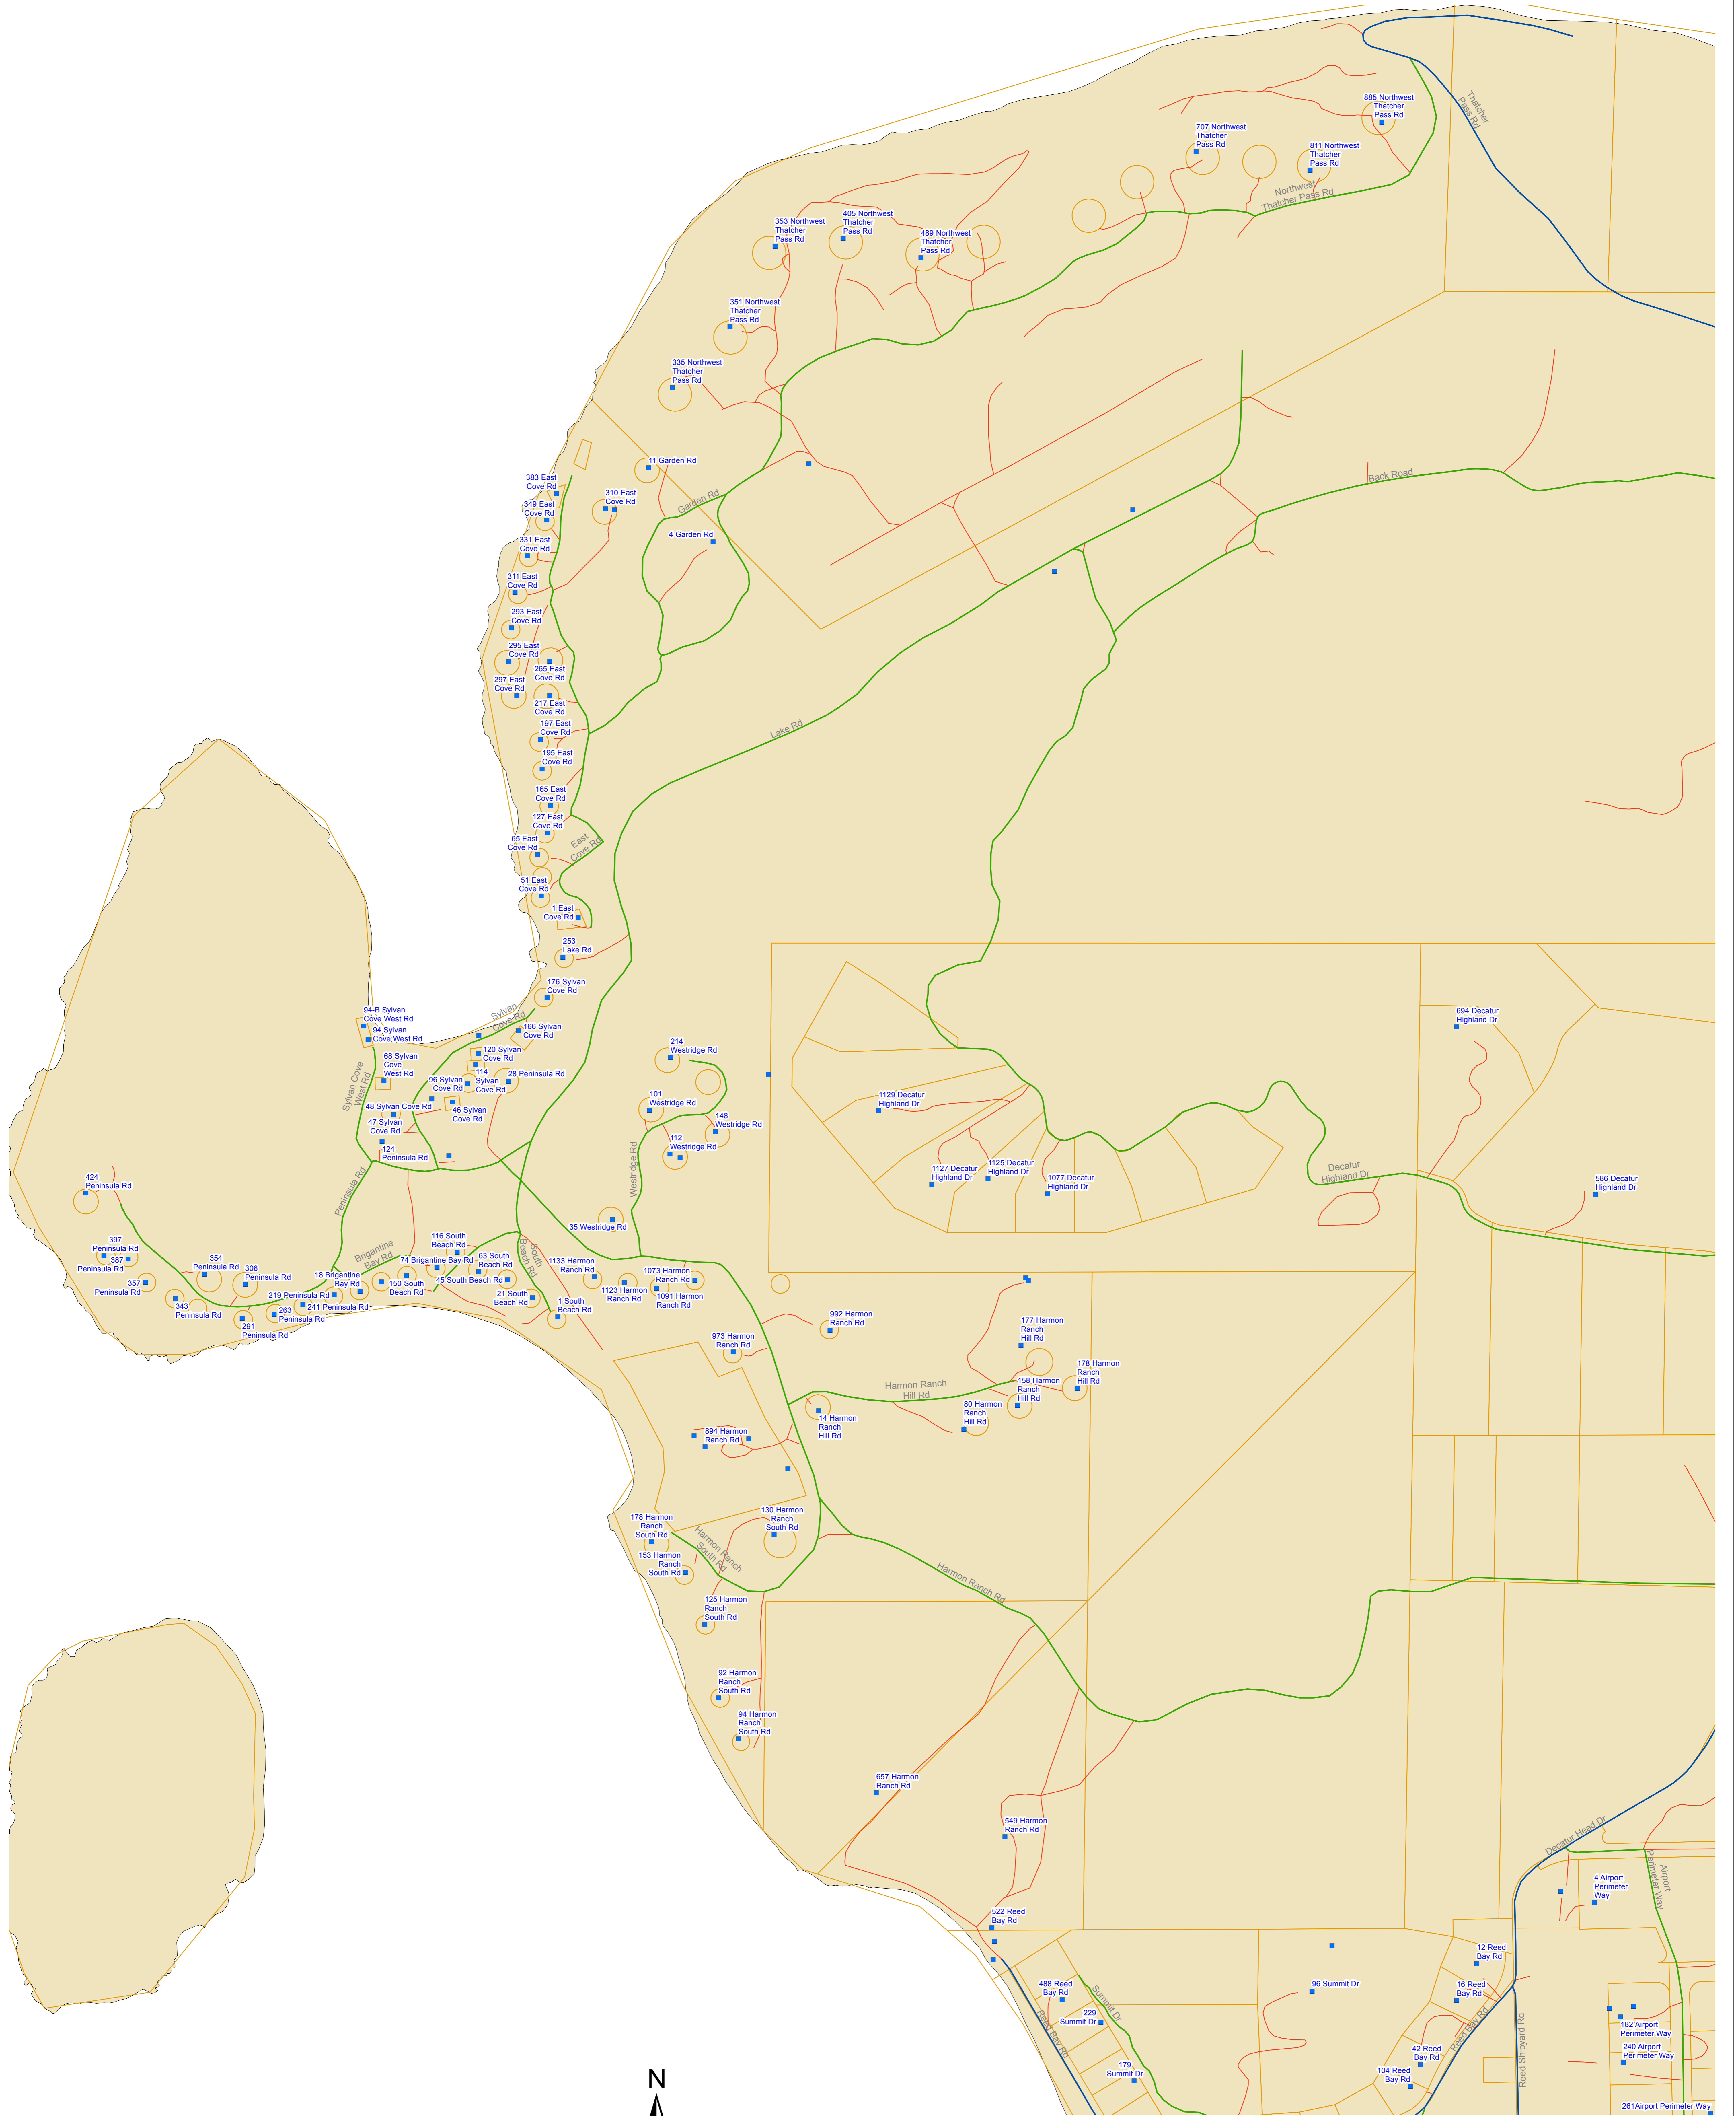 885 Northwest
Thatcher
Pass Rd
Thatcher
Pass Rd
707 Northwest
Thatcher
Pass Rd
811 Northwest
Thatcher
Pass Rd
Northwest
Thatcher Pass Rd
353 Northwest
Thatcher
Pass Rd
405 Northwest
Thatcher
Pass Rd
489 Northwest
Thatcher
Pass Rd
351 Northwest
Thatcher
Pass Rd
335 Northwest
Thatcher
Pass Rd
11 Garden Rd
383 East
Cove Rd
349 East
Cove Rd
310 East
Cove Rd
Garden Rd
Back Road
4 Garden Rd
331 East
Cove Rd
311 East
Cove Rd
293 East
Cove Rd
295 East
Cove Rd
265 East
Cove Rd
297 East
Cove Rd
217 East
Cove Rd
197 East
Cove Rd
Lake Rd
195 East
Cove Rd
165 East
Cove Rd
127 East
Cove Rd
65 East
Cove Rd
East
Cove Rd
51 East
Cove Rd
1 East
Cove Rd
253
Lake Rd
176 Sylvan
Cove Rd
Sylvan
Cove Rd
94-B Sylvan
Cove West Rd
94 Sylvan
Cove West Rd
166 Sylvan
Cove Rd
694 Decatur
Highland Dr
120 Sylvan
Cove Rd
214
Westridge Rd
68 Sylvan
Cove
West Rd
Sylvan Cove
West Rd
114
Sylvan
Cove Rd
96 Sylvan
Cove Rd
28 Peninsula Rd
48 Sylvan Cove Rd
46 Sylvan
Cove Rd
101
Westridge Rd
1129 Decatur
Highland Dr
148
Westridge Rd
47 Sylvan
Cove Rd
124
Peninsula Rd
112
Westridge Rd
Westridge Rd
1127 Decatur
Highland Dr
1125 Decatur
Highland Dr
1077 Decatur
Highland Dr
Decatur
Highland Dr
586 Decatur
Highland Dr
424
Peninsula Rd
Peninsula Rd
35 Westridge Rd
397
Peninsula Rd
387
Peninsula Rd
354
Peninsula Rd
306
Peninsula Rd
Brigantine
Bay Rd
116 South
Beach Rd
74 Brigantine Bay Rd
63 South
Beach Rd
South
Beach Rd
45 South Beach Rd
357
Peninsula Rd
18 Brigantine
Bay Rd
150 South
Beach Rd
219 Peninsula Rd
241 Peninsula Rd
343
Peninsula Rd
263
Peninsula Rd
291
Peninsula Rd
21 South
Beach Rd
1 South
Beach Rd
1133 Harmon
Ranch Rd
1123 Harmon
Ranch Rd
1073 Harmon
Ranch Rd
1091 Harmon
Ranch Rd
992 Harmon
Ranch Rd
973 Harmon
Ranch Rd
177 Harmon
Ranch
Hill Rd
178 Harmon
Ranch
Hill Rd
158 Harmon
Ranch
Hill Rd
Harmon Ranch
Hill Rd
80 Harmon
Ranch
Hill Rd
14 Harmon
Ranch
Hill Rd
894 Harmon
Ranch Rd
130 Harmon
Ranch
South Rd
178 Harmon
Ranch
South Rd
Harmon Ranch
South Rd
153 Harmon
Ranch
South Rd
Harmon Ranch Rd
125 Harmon
Ranch
South Rd
92 Harmon
Ranch
South Rd
94 Harmon
Ranch
South Rd
657 Harmon
Ranch Rd
549 Harmon
Ranch Rd
Decatur Head Dr
Airport
Perimeter Way
4 Airport
Perimeter
Way
522 Reed
Bay Rd
12 Reed
Bay Rd
488 Reed
Bay Rd
Summit Dr
96 Summit Dr
16 Reed
Bay Rd
229
Summit Dr
Reed Bay Rd
Reed Bay Rd
Reed Shipyard Rd
182 Airport
Perimeter Way
42 Reed
Bay Rd
240 Airport
Perimeter Way
179
Summit Dr
104 Reed
Bay Rd
N
261Airport Perimeter Way